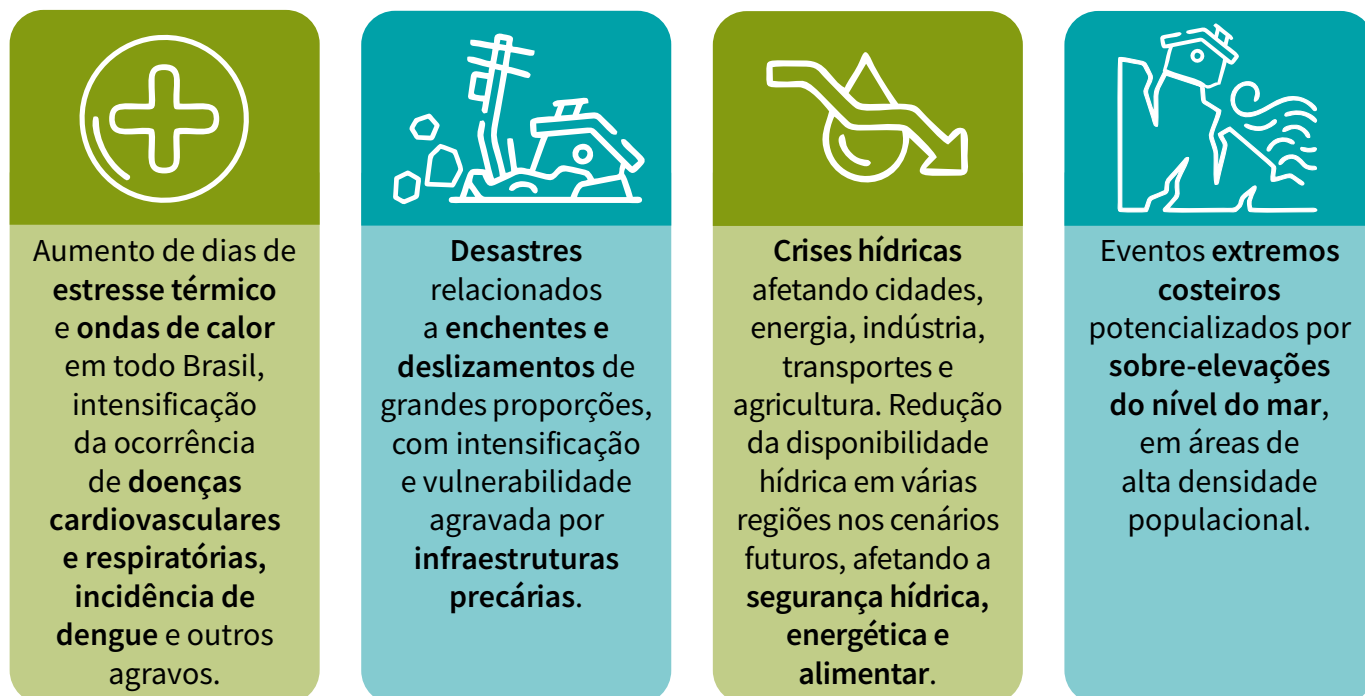 Aumento de dias de
estresse térmico
e ondas de calor
em todo Brasil,
intensificação
da ocorrência
de doenças
cardiovasculares
e respiratórias,
incidência de
dengue e outros
agravos.
Desastres
relacionados
a enchentes e
deslizamentos de
grandes proporções,
com intensificação
e vulnerabilidade
agravada por
infraestruturas
precárias.
Crises hídricas
afetando cidades,
energia, indústria,
transportes e
agricultura. Redução
da disponibilidade
hídrica em várias
regiões nos cenários
futuros, afetando a
segurança hídrica,
energética e
alimentar.
Eventos extremos
costeiros
potencializados por
sobre-elevações
do nível do mar,
em áreas de
alta densidade
populacional.